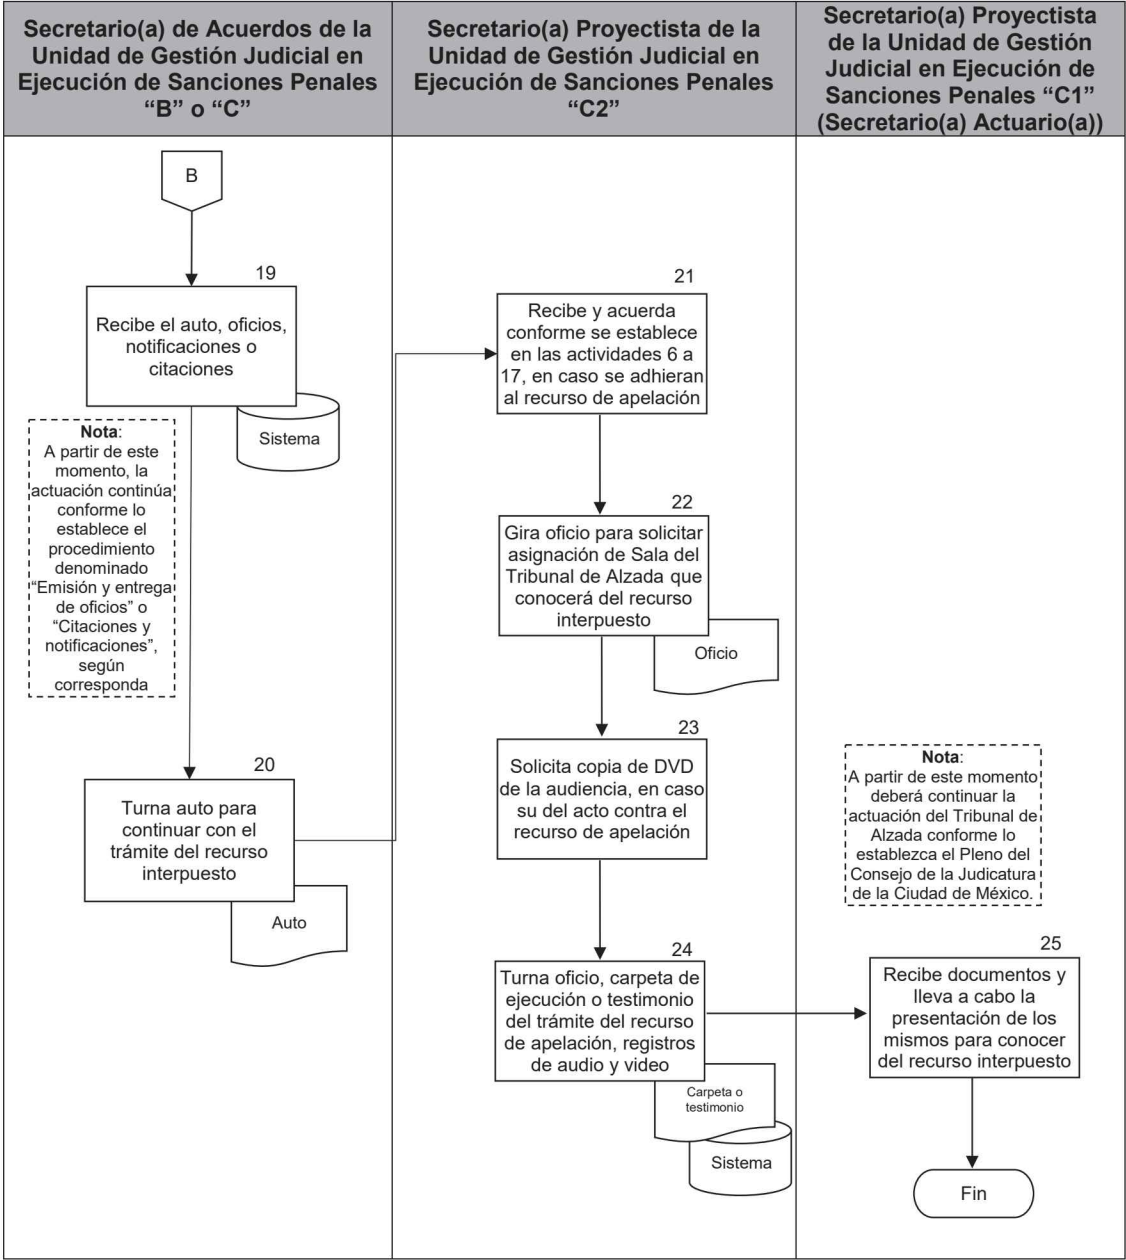 Secretario(a) de Acuerdos de la
Unidad de Gestión Judicial en
Ejecución de Sanciones Penales
“B” o “C”
Secretario(a) Proyectista de la
Unidad de Gestión Judicial en
Ejecución de Sanciones Penales
“C2”
Secretario(a) Proyectista
de la Unidad de Gestión
Judicial en Ejecución de
Sanciones Penales “C1”
(Secretario(a) Actuario(a))
B
19
Recibe el auto, oficios,
notificaciones o
citaciones
Sistema
Nota:
A partir de este
momento, la
actuación continúa
conforme lo
establece el
procedimiento
denominado
“Emisión y entrega
de oficios” o
“Citaciones y
notificaciones”,
según
corresponda
20
Turna auto para
continuar con el
trámite del recurso
interpuesto
Auto
21
Recibe y acuerda
conforme se establece
en las actividades 6 a
17, en caso se adhieran
al recurso de apelación
22
Gira oficio para solicitar
asignación de Sala del
Tribunal de Alzada que
conocerá del recurso
interpuesto
Oficio
23
Solicita copia de DVD
de la audiencia, en caso
su del acto contra el
recurso de apelación
24
Turna oficio, carpeta de
ejecución o testimonio
del trámite del recurso
de apelación, registros
de audio y video
Carpeta o
testimonio
Sistema
Nota:
A partir de este momento
deberá continuar la
actuación del Tribunal de
Alzada conforme lo
establezca el Pleno del
Consejo de la Judicatura
de la Ciudad de México.
25
Recibe documentos y
lleva a cabo la
presentación de los
mismos para conocer
del recurso interpuesto
Fin